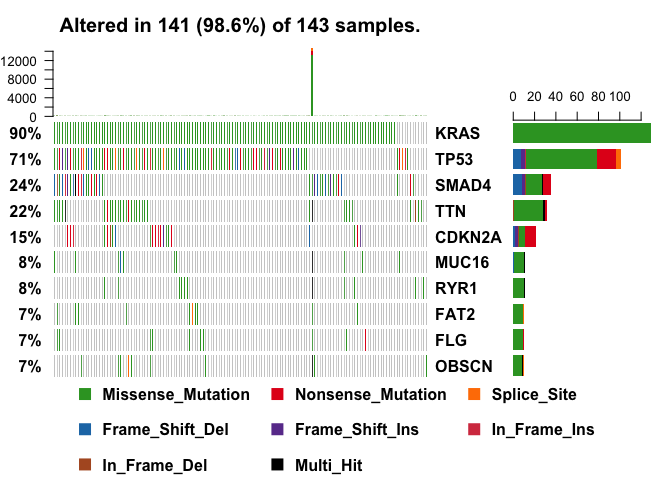 Altered in 141 (98.6%) of 143 samples.
12000
8000
4000
0
0 20 40 60 80 100
90% KRAS
71% TP53
24% SMAD4
22% TTN
15% CDKN2A
8% MUC16
8% RYR1
7% FAT2
7% FLG
7% OBSCN
Missense_Mutation Nonsense_Mutation Splice_Site
Frame_Shift_Del Frame_Shift_Ins In_Frame_Ins
In_Frame_Del Multi_Hit